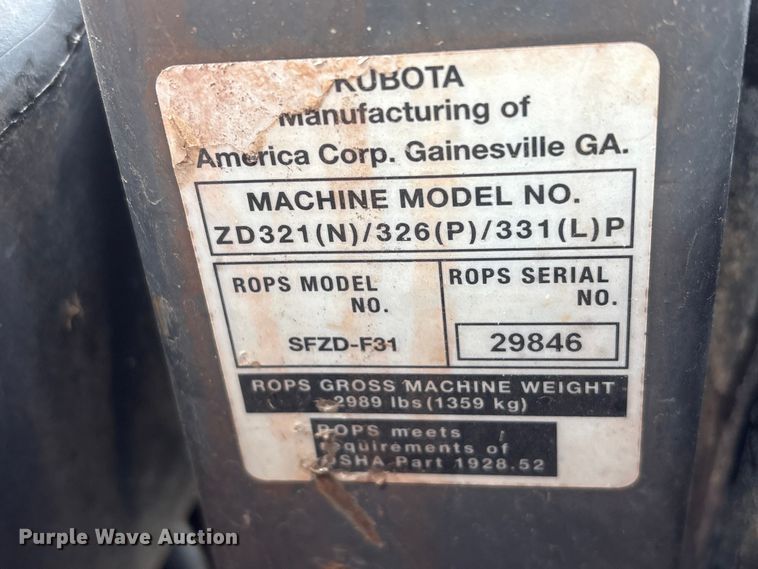 KUBOTA
Manufacturing of
America Corp. Gainesville GA.
MACHINE MODEL NO.
ZD321(N)/326(P)/331(L)P
ROPS MODEL
NO.
SFZD-F31
ROPS SERIAL
NO.
29846
ROPS GROSS MACHINE WEIGHT
2989 lbs(1359 kg)
ROPS meets
requirements of
OSHA Part 1928.52
Purple Wave Auction